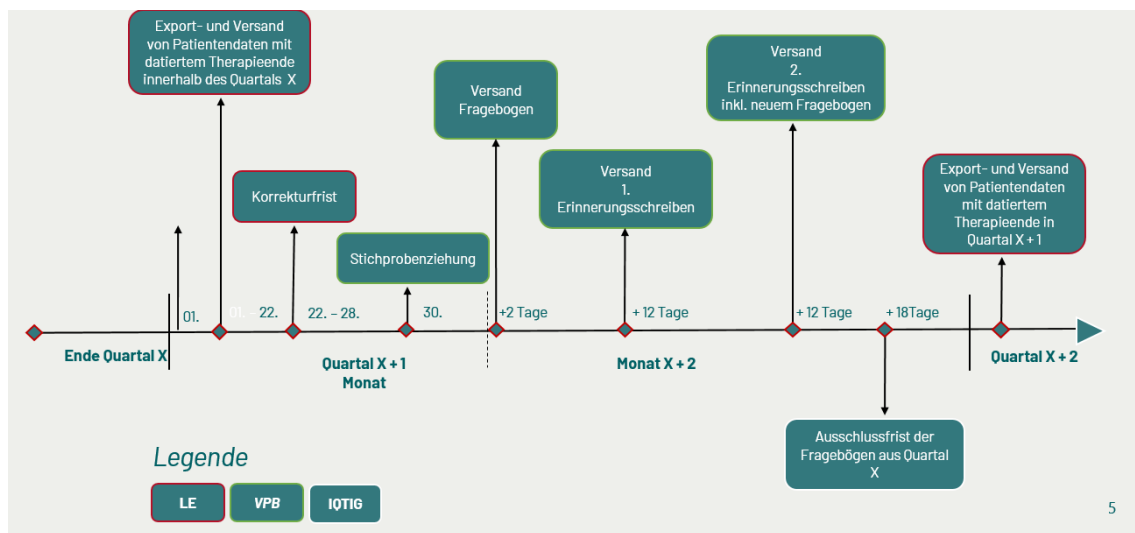 Export- und Versand
von Patientendaten mit
datiertem Therapieende
innerhalb des Quartals X
Korrekturfrist
Stichprobenziehung
Versand
Fragebogen
Versand
1.
Erinnerungsschreiben
Versand
2.
Erinnerungsschreiben
inkl. neuem Fragebogen
Export- und Versand
von Patientendaten
mit datiertem
Therapieende in
Quartal X + 1
01.
01. – 22.
22. – 28.
30.
+2 Tage
+ 12 Tage
+ 12 Tage
+ 18Tage
Ende Quartal X
Quartal X + 1
Monat
Monat X + 2
Quartal X + 2
Ausschlussfrist der
Fragebögen aus Quartal
X
Legende
LE
VPB
IQTIG
5